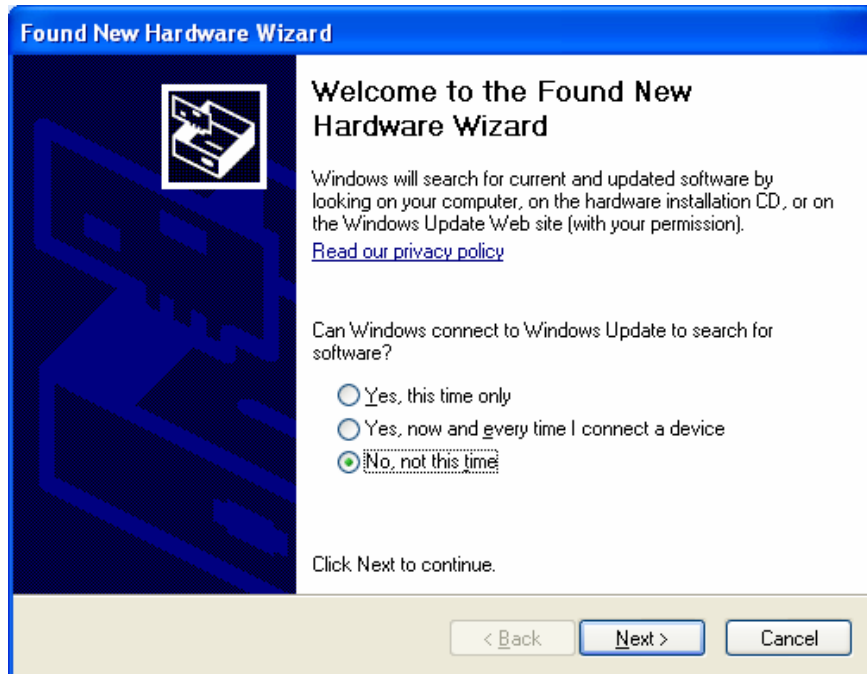 Found New Hardware Wizard
Welcome to the Found New
Hardware Wizard
Windows will search for current and updated software by
looking on your computer, on the hardware installation CD, or on
the Windows Update Web site (with your permission).
Read our privacy policy
Can Windows connect to Windows Update to search for
software?
Yes, this time only
Yes, now and every time I connect a device
No, not this time
Click Next to continue.
< Back Next > Cancel